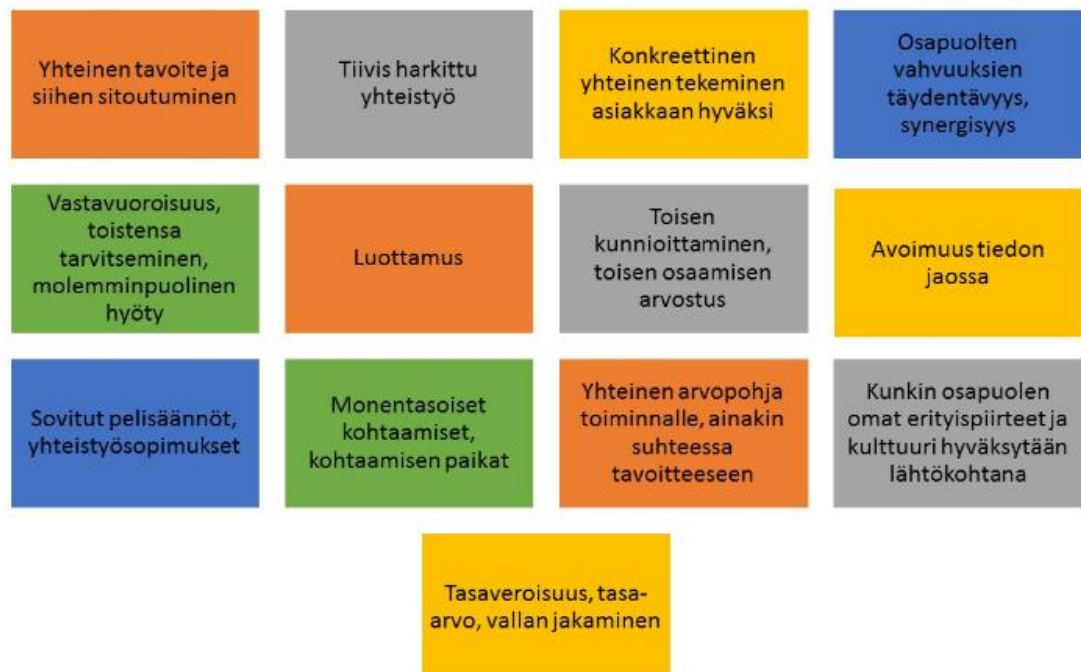 Yhteinen tavoite ja
siihen sitoutuminen
Tiivis harkittu
yhteistyö
Konkreettinen
yhteinen tekeminen
asiakkaan hyväksi
Osapuolten
vahvuuksien
täydentävyys,
synergisyys
Vastavuoroisuus,
toistensa
tarvitseminen,
molemminpuolinen
hyöty
Luottamus
Toisen
kunnioittaminen,
toisen osaamisen
arvostus
Avoimuus tiedon
jaossa
Sovitut pelisäännöt,
yhteistyösopimukset
Monentasoiset
kohtaamiset,
kohtaamisen paikat
Yhteinen arvopohja
toiminnalle, ainakin
suhteessa
tavoitteeseen
Kunkin osapuolen
omat erityispiirteet ja
kulttuuri hyväksytään
lähtökohtana
Tasaveroisuus, tasa-
arvo, vallan jakaminen